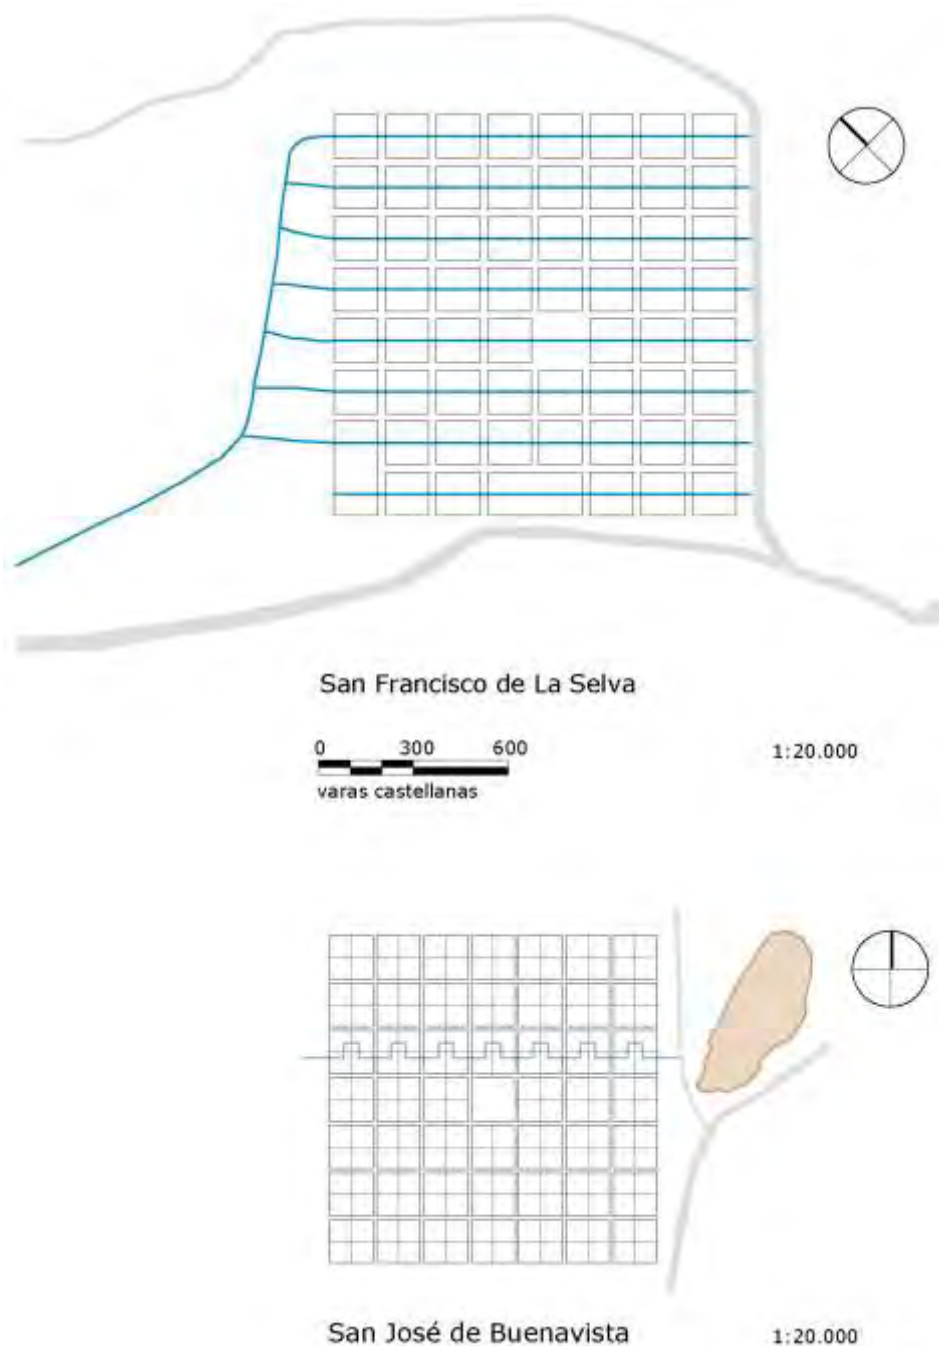 San Francisco de La Selva
0 300 600
1:20.000
varas castellanas
San José de Buenavista
1:20.000